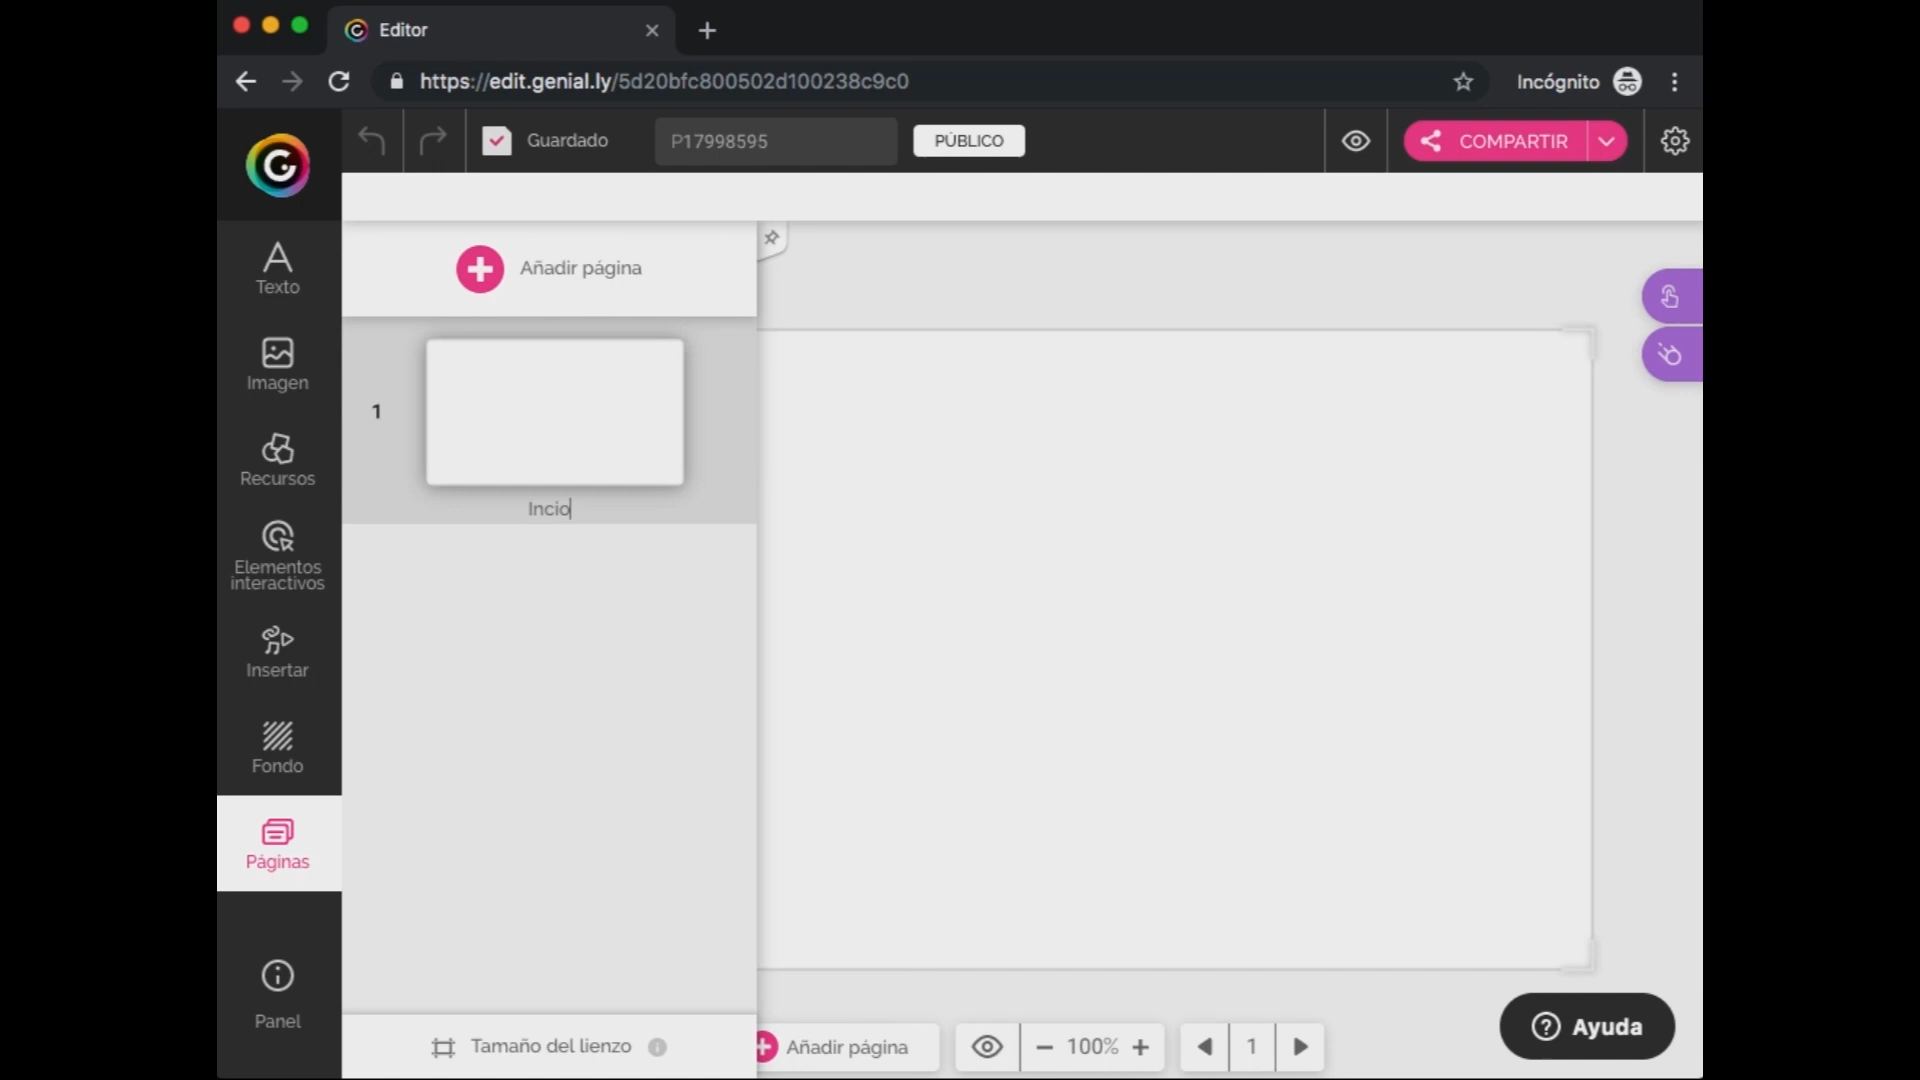 Editor
https://edit.genial.ly/5d20bfc800502d100238c9c0
Incógnito
Guardado
P17998595
PÚBLICO
COMPARTIR
Texto
Imagen
Recursos
Elementos
interactivos
Insertar
Fondo
Páginas
Panel
Añadir página
1
Incio
Tamaño del lienzo
Añadir página
100%
1
Ayuda